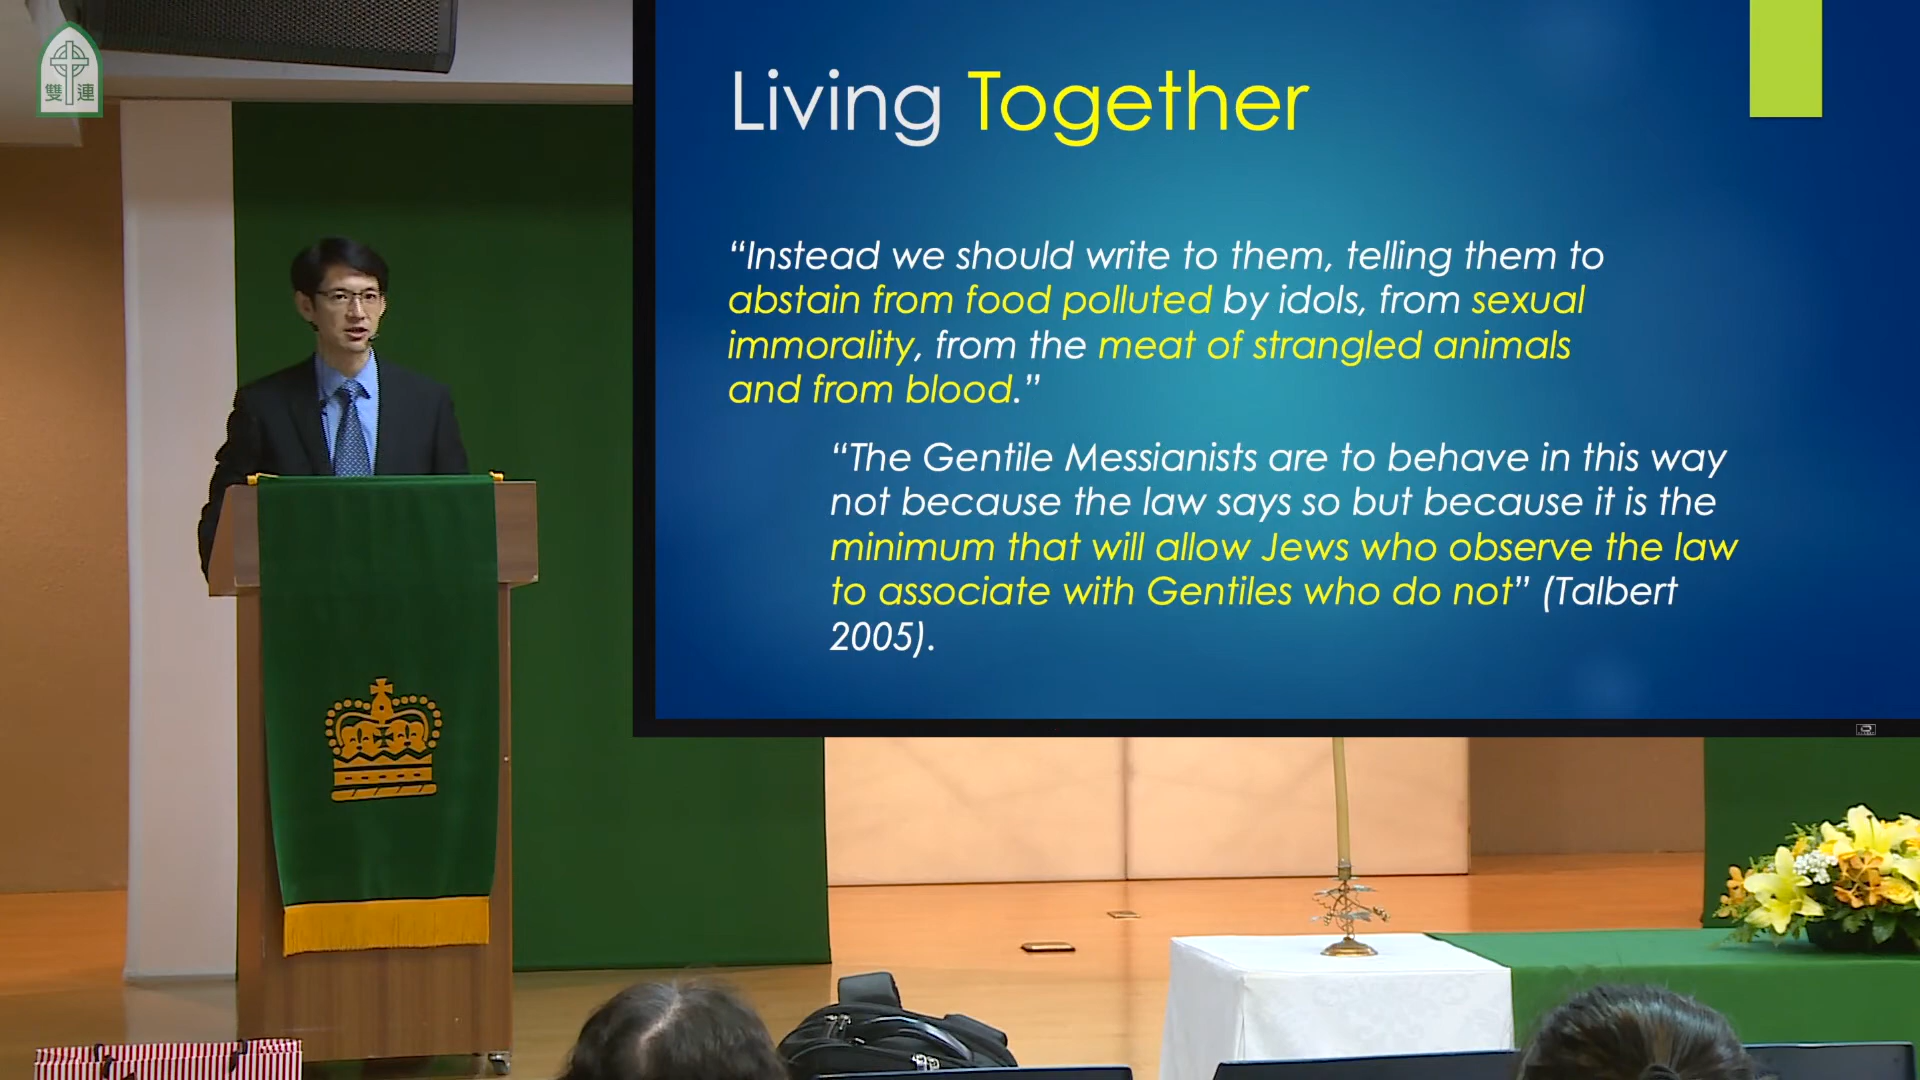 雙連
Living Together
“Instead we should write to them, telling them to
abstain from food polluted by idols, from sexual
immorality, from the meat of strangled animals
and from blood.”
“The Gentile Messianists are to behave in this way
not because the law says so but because it is the
minimum that will allow Jews who observe the law
to associate with Gentiles who do not” (Talbert
2005).